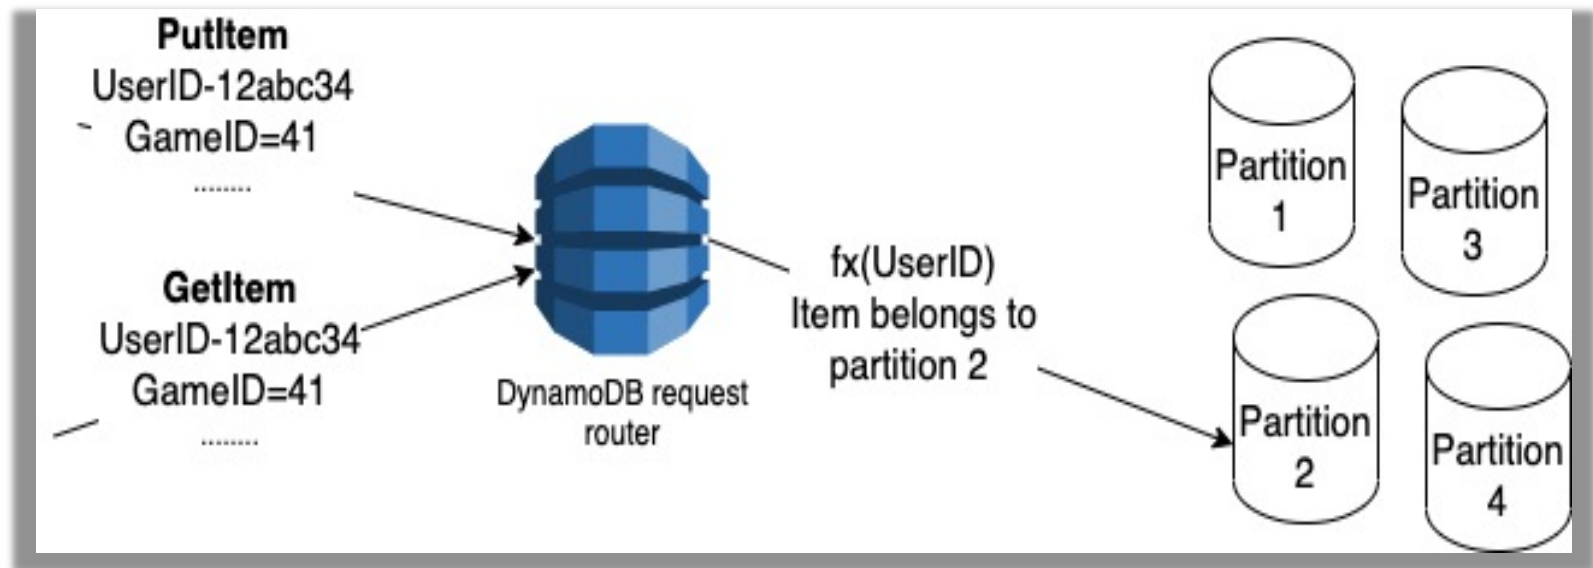 PutItem
UserID-12abc34
GameID=41
........
GetItem
UserID-12abc34
GameID=41
........
DynamoDB request
router
fx(UserID)
Item belongs to
partition 2
Partition
1
Partition
3
Partition
2
Partition
4